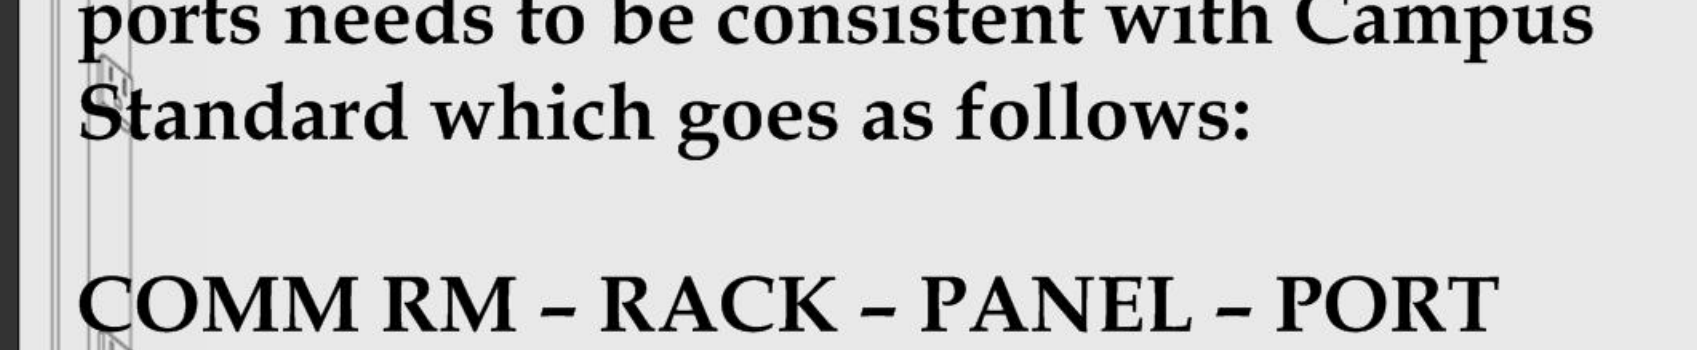 ports needs to be consistent with Campus
Standard which goes as follows:
COMM RM – RACK – PANEL – PORT